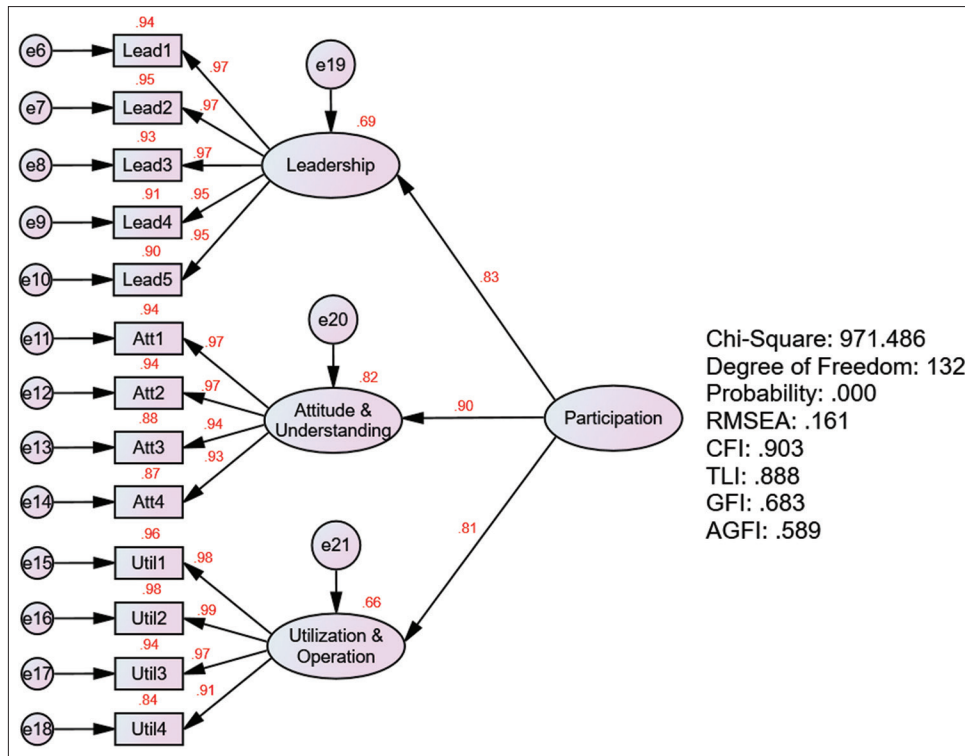 .94
e6 Lead1
.97
e19
.95
e7 Lead2
.97
.69
.93
e8 Lead3
.97
Leadership
.91
e9 Lead4
.95
.90
e10 Lead5
.95
.83
.94
e11 Att1
.97
e20
.94
e12 Att2
.97
.82
.88
e13 Att3
.94
Attitude &
Understanding
.90
Participation
.87
e14 Att4
.93
.96
e15 Util1
.98
e21
.81
.98
e16 Util2
.99
.66
.94
e17 Util3
.97
Utilization &
Operation
.84
e18 Util4
.91
Chi-Square: 971.486
Degree of Freedom: 132
Probability: .000
RMSEA: .161
CFI: .903
TLI: .888
GFI: .683
AGFI: .589